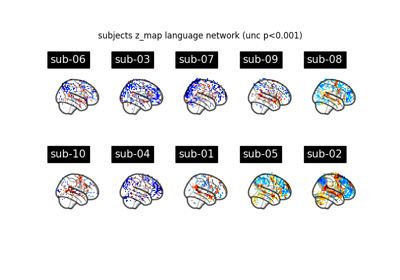 subjects z_map language network (unc p<0.001)
sub-06 sub-03 sub-07 sub-09 sub-08
sub-10 sub-04 sub-01 sub-05 sub-02